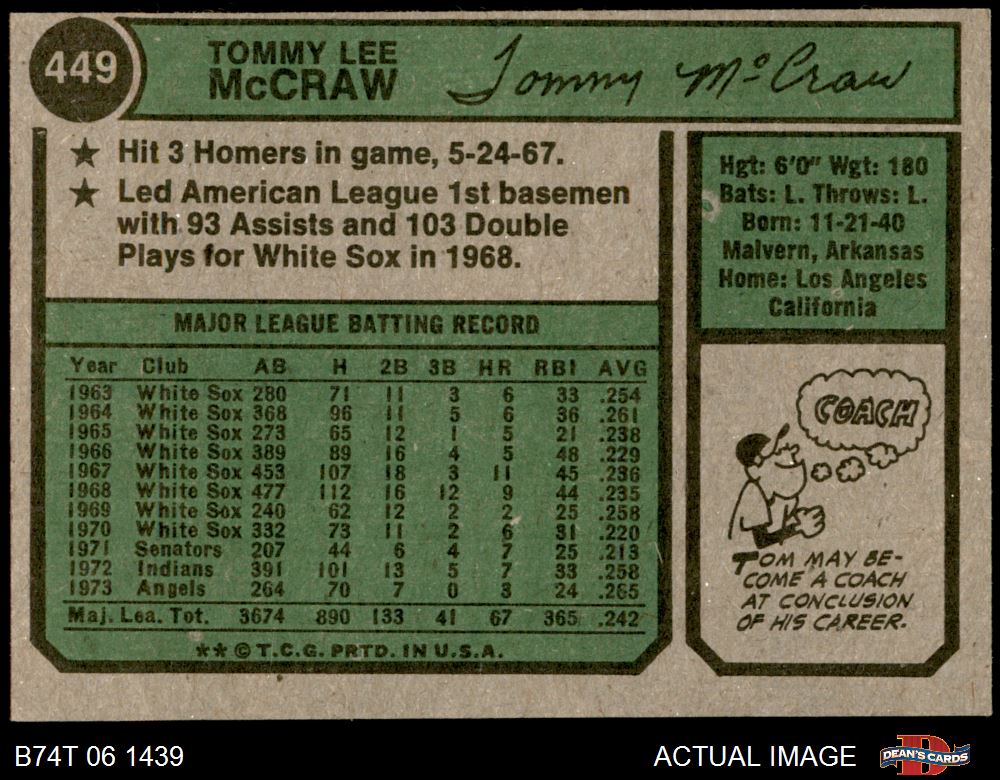 449
TOMMY LEE
McCRAW
Tommy McCraw
★ Hit 3 Homers in game, 5-24-67.
★ Led American League 1st basemen
with 93 Assists and 103 Double
Plays for White Sox in 1968.
Hgt: 6'0" Wgt: 180
Bats: L. Throws: L.
Born: 11-21-40
Malvern, Arkansas
Home: Los Angeles
California
MAJOR LEAGUE BATTING RECORD
Year Club AB H 2B 3B HR RBI AVG
1963 White Sox 280 71 11 3 6 33 .254
1964 White Sox 368 96 11 5 6 36 .261
1965 White Sox 273 65 12 1 5 21 .238
1966 White Sox 389 89 16 4 5 48 .229
1967 White Sox 453 107 18 3 11 45 .236
1968 White Sox 477 112 16 12 9 44 .235
1969 White Sox 240 62 12 2 2 25 .258
1970 White Sox 332 73 11 2 6 31 .220
1971 Senators 207 44 6 4 7 25 .213
1972 Indians 391 101 13 5 7 33 .258
1973 Angels 264 70 7 0 3 24 .265
Maj. Lea. Tot. 3674 890 133 41 67 365 .242
** © T.C.G. PRTD. IN U.S.A.
COACH
TOM MAY BE-
COME A COACH
AT CONCLUSION
OF HIS CAREER.
B74T 06 1439
ACTUAL IMAGE
D
DEAN'S CARDS